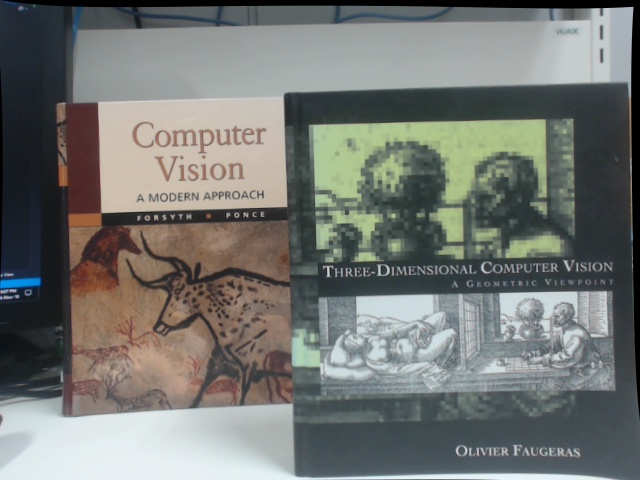 Computer
Vision
A MODERN APPROACH
FORSYTH ▪ PONCE
THREE-DIMENSIONAL COMPUTER VISION
A GEOMETRIC VIEWPOINT
OLIVIER FAUGERAS